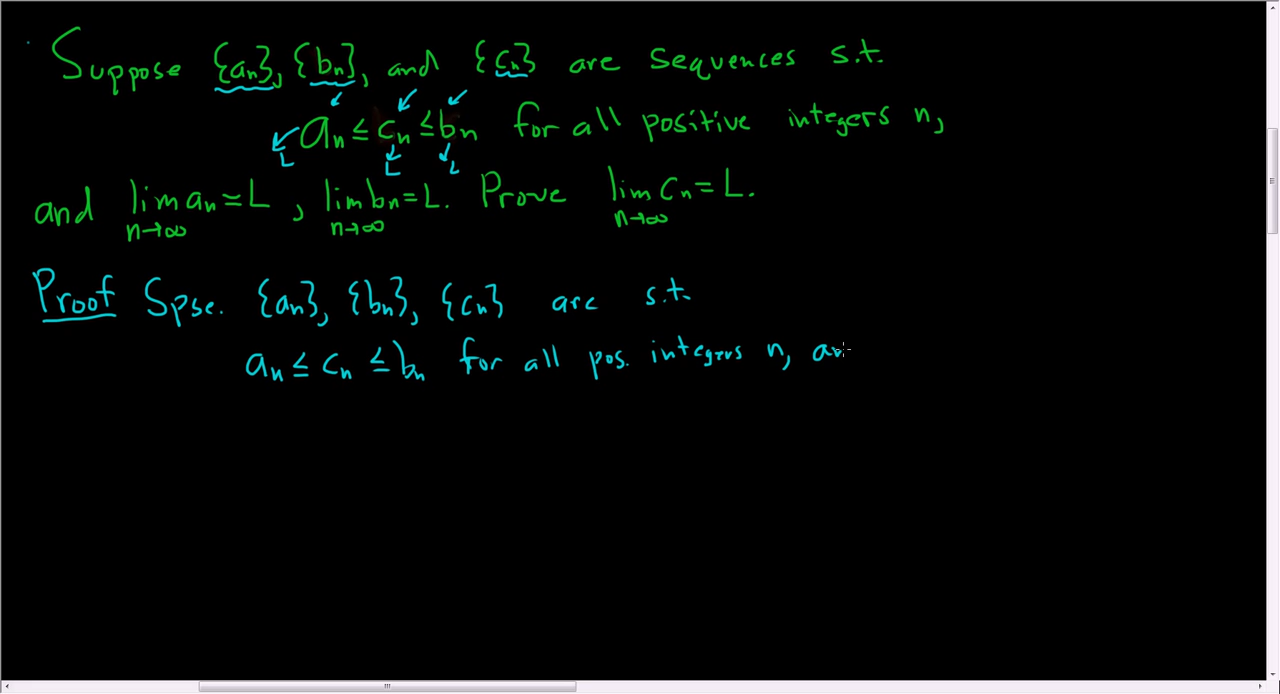 Suppose {aₙ}, {bₙ}, and {cₙ} are sequences s.t.
aₙ ≤ cₙ ≤ bₙ for all positive integers n,
L L L
and lim aₙ = L, lim bₙ = L. Prove lim cₙ = L.
n→∞ n→∞ n→∞
Proof Spse. {aₙ}, {bₙ}, {cₙ} are s.t.
aₙ ≤ cₙ ≤ bₙ for all pos. integers n, an